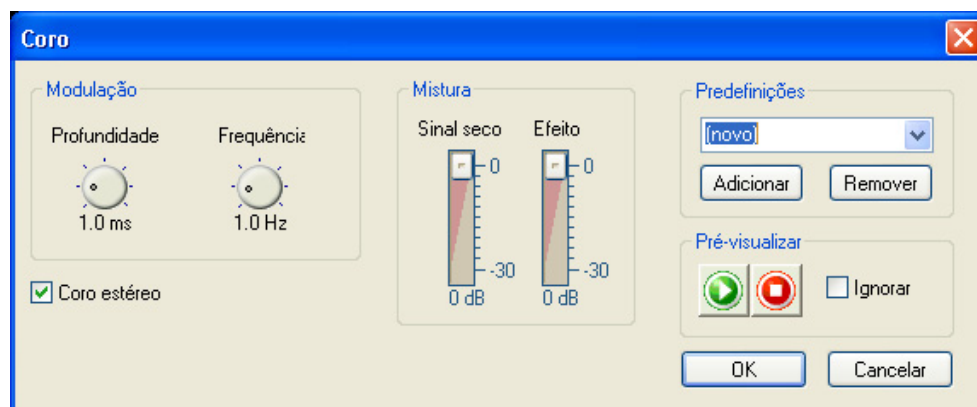 Coro
Modulação
Profundidade
Frequência
1.0 ms
1.0 Hz
Coro estéreo
Mistura
Sinal seco
Efeito
0
-30
0 dB
0
-30
0 dB
Predefinições
(novo)
Adicionar
Remover
Pré-visualizar
Ignorar
OK
Cancelar